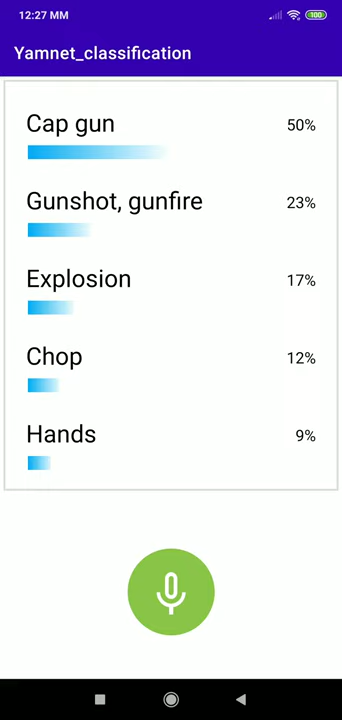 12:27 MM
100
Yamnet_classification
Cap gun 50%
Gunshot, gunfire 23%
Explosion 17%
Chop 12%
Hands 9%